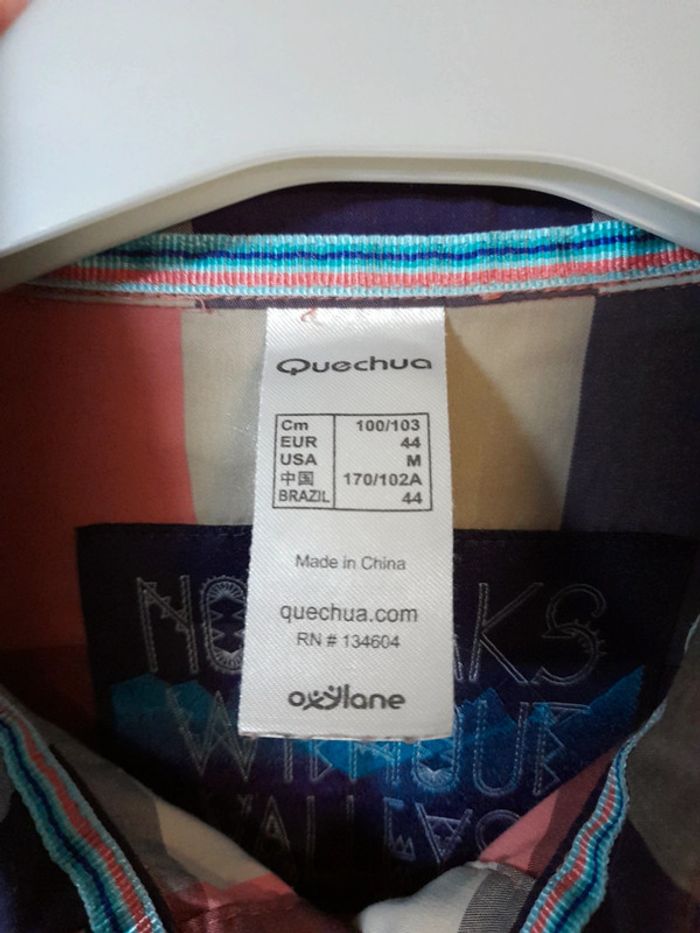 Quechua
Cm 100/103
EUR 44
USA M
中国 170/102A
BRAZIL 44
Made in China
quechua.com
RN # 134604
oxylane